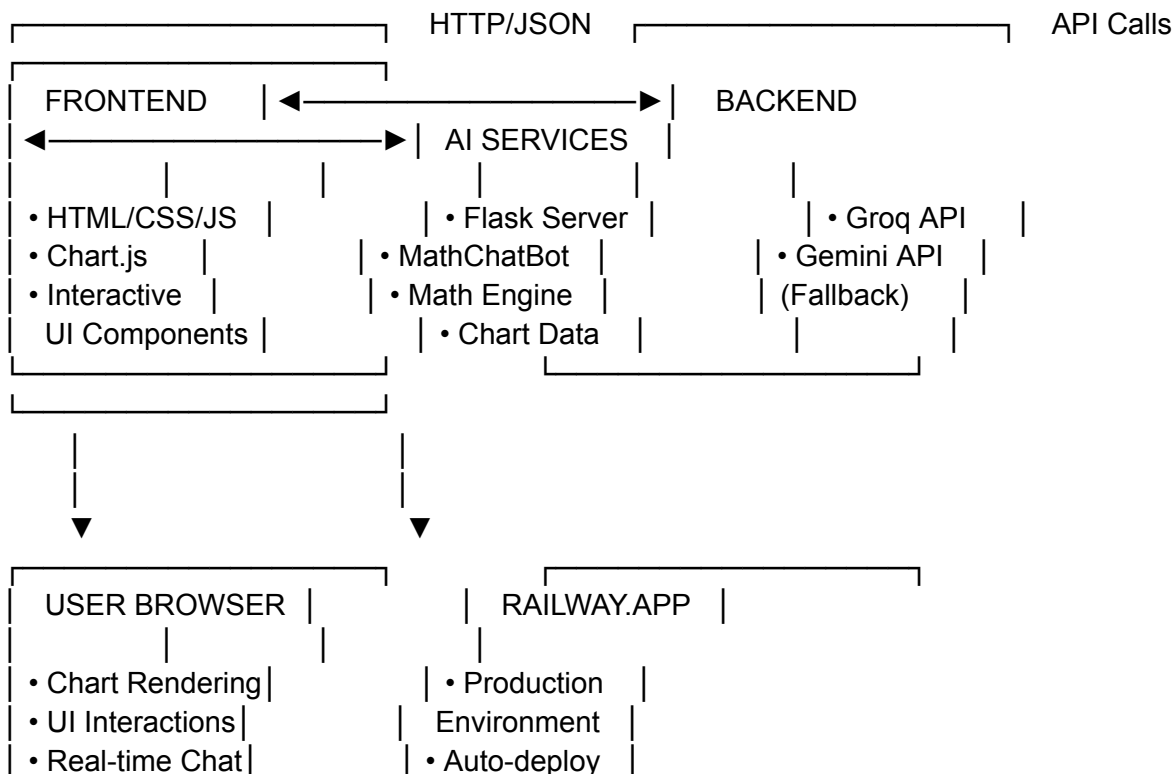 HTTP/JSON API Calls
FRONTEND BACKEND
AI SERVICES
• HTML/CSS/JS • Flask Server • Groq API
• Chart.js • MathChatBot • Gemini API
• Interactive • Math Engine (Fallback)
UI Components • Chart Data
USER BROWSER RAILWAY.APP
• Chart Rendering • Production
• UI Interactions Environment
• Real-time Chat • Auto-deploy